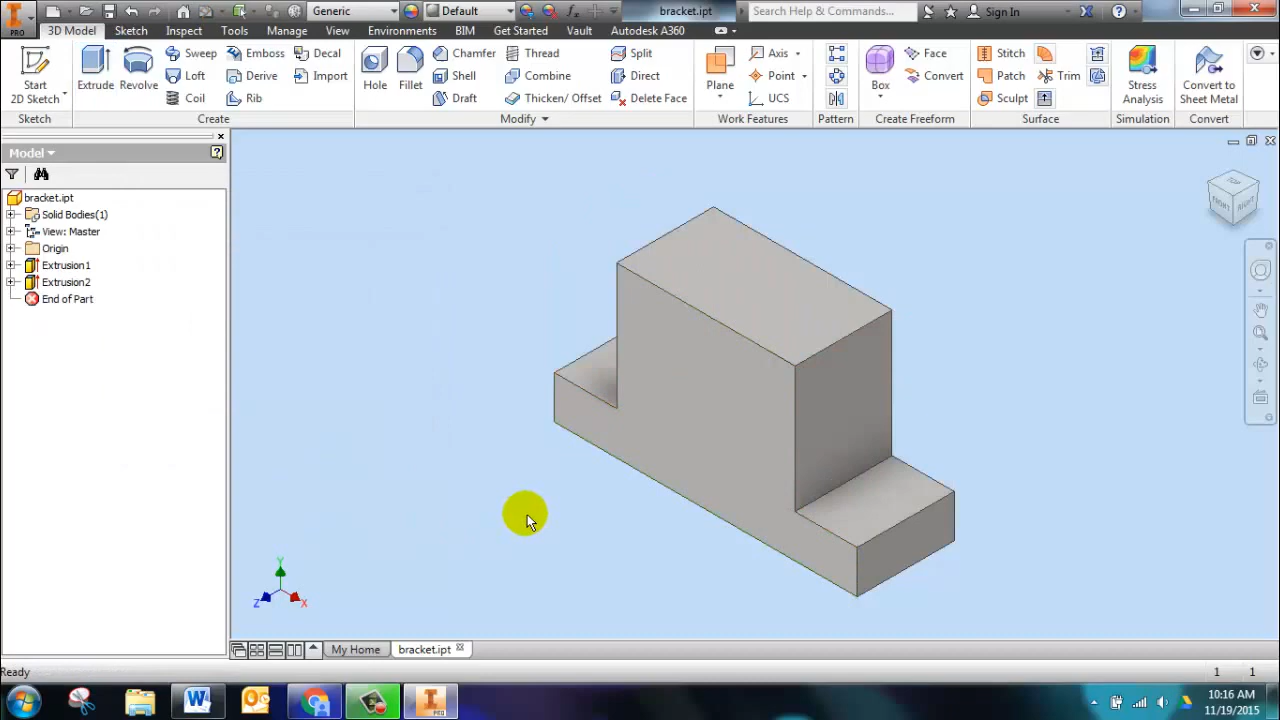 PRO
Generic
Default
fx
bracket.ipt
Search Help & Commands...
Sign In
3D Model
Sketch
Inspect
Tools
Manage
View
Environments
BIM
Get Started
Vault
Autodesk A360
Start
2D Sketch
Sketch
Extrude
Revolve
Sweep
Emboss
Decal
Loft
Derive
Import
Coil
Rib
Create
Hole
Fillet
Chamfer
Thread
Split
Shell
Combine
Direct
Draft
Thicken/ Offset
Delete Face
Modify
Plane
Axis
Point
UCS
Work Features
Pattern
Box
Face
Convert
Create Freeform
Stitch
Patch
Trim
Sculpt
Surface
Stress
Analysis
Simulation
Convert to
Sheet Metal
Convert
Model
bracket.ipt
Solid Bodies(1)
View: Master
Origin
Extrusion1
Extrusion2
End of Part
TOP
FRONT
RIGHT
Y
Z
X
My Home
bracket.ipt
Ready
1
1
10:16 AM
11/19/2015